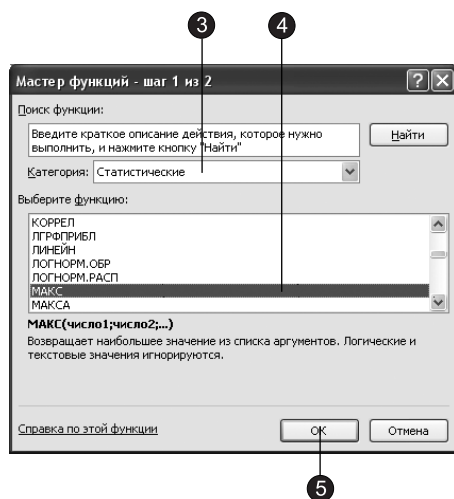 3 4
Мастер функций - шаг 1 из 2
Поиск функции:
Введите краткое описание действия, которое нужно
выполнить, и нажмите кнопку "Найти"
Найти
Категория: Статистические
Выберите функцию:
КОРРЕЛ
ЛГРФПРИБЛ
ЛИНЕЙН
ЛОГНОРМ.ОБР
ЛОГНОРМ.РАСП
МАКС
МАКСА
МАКС(число1;число2;...)
Возвращает наибольшее значение из списка аргументов. Логические и
текстовые значения игнорируются.
Справка по этой функции
ОК Отмена
5